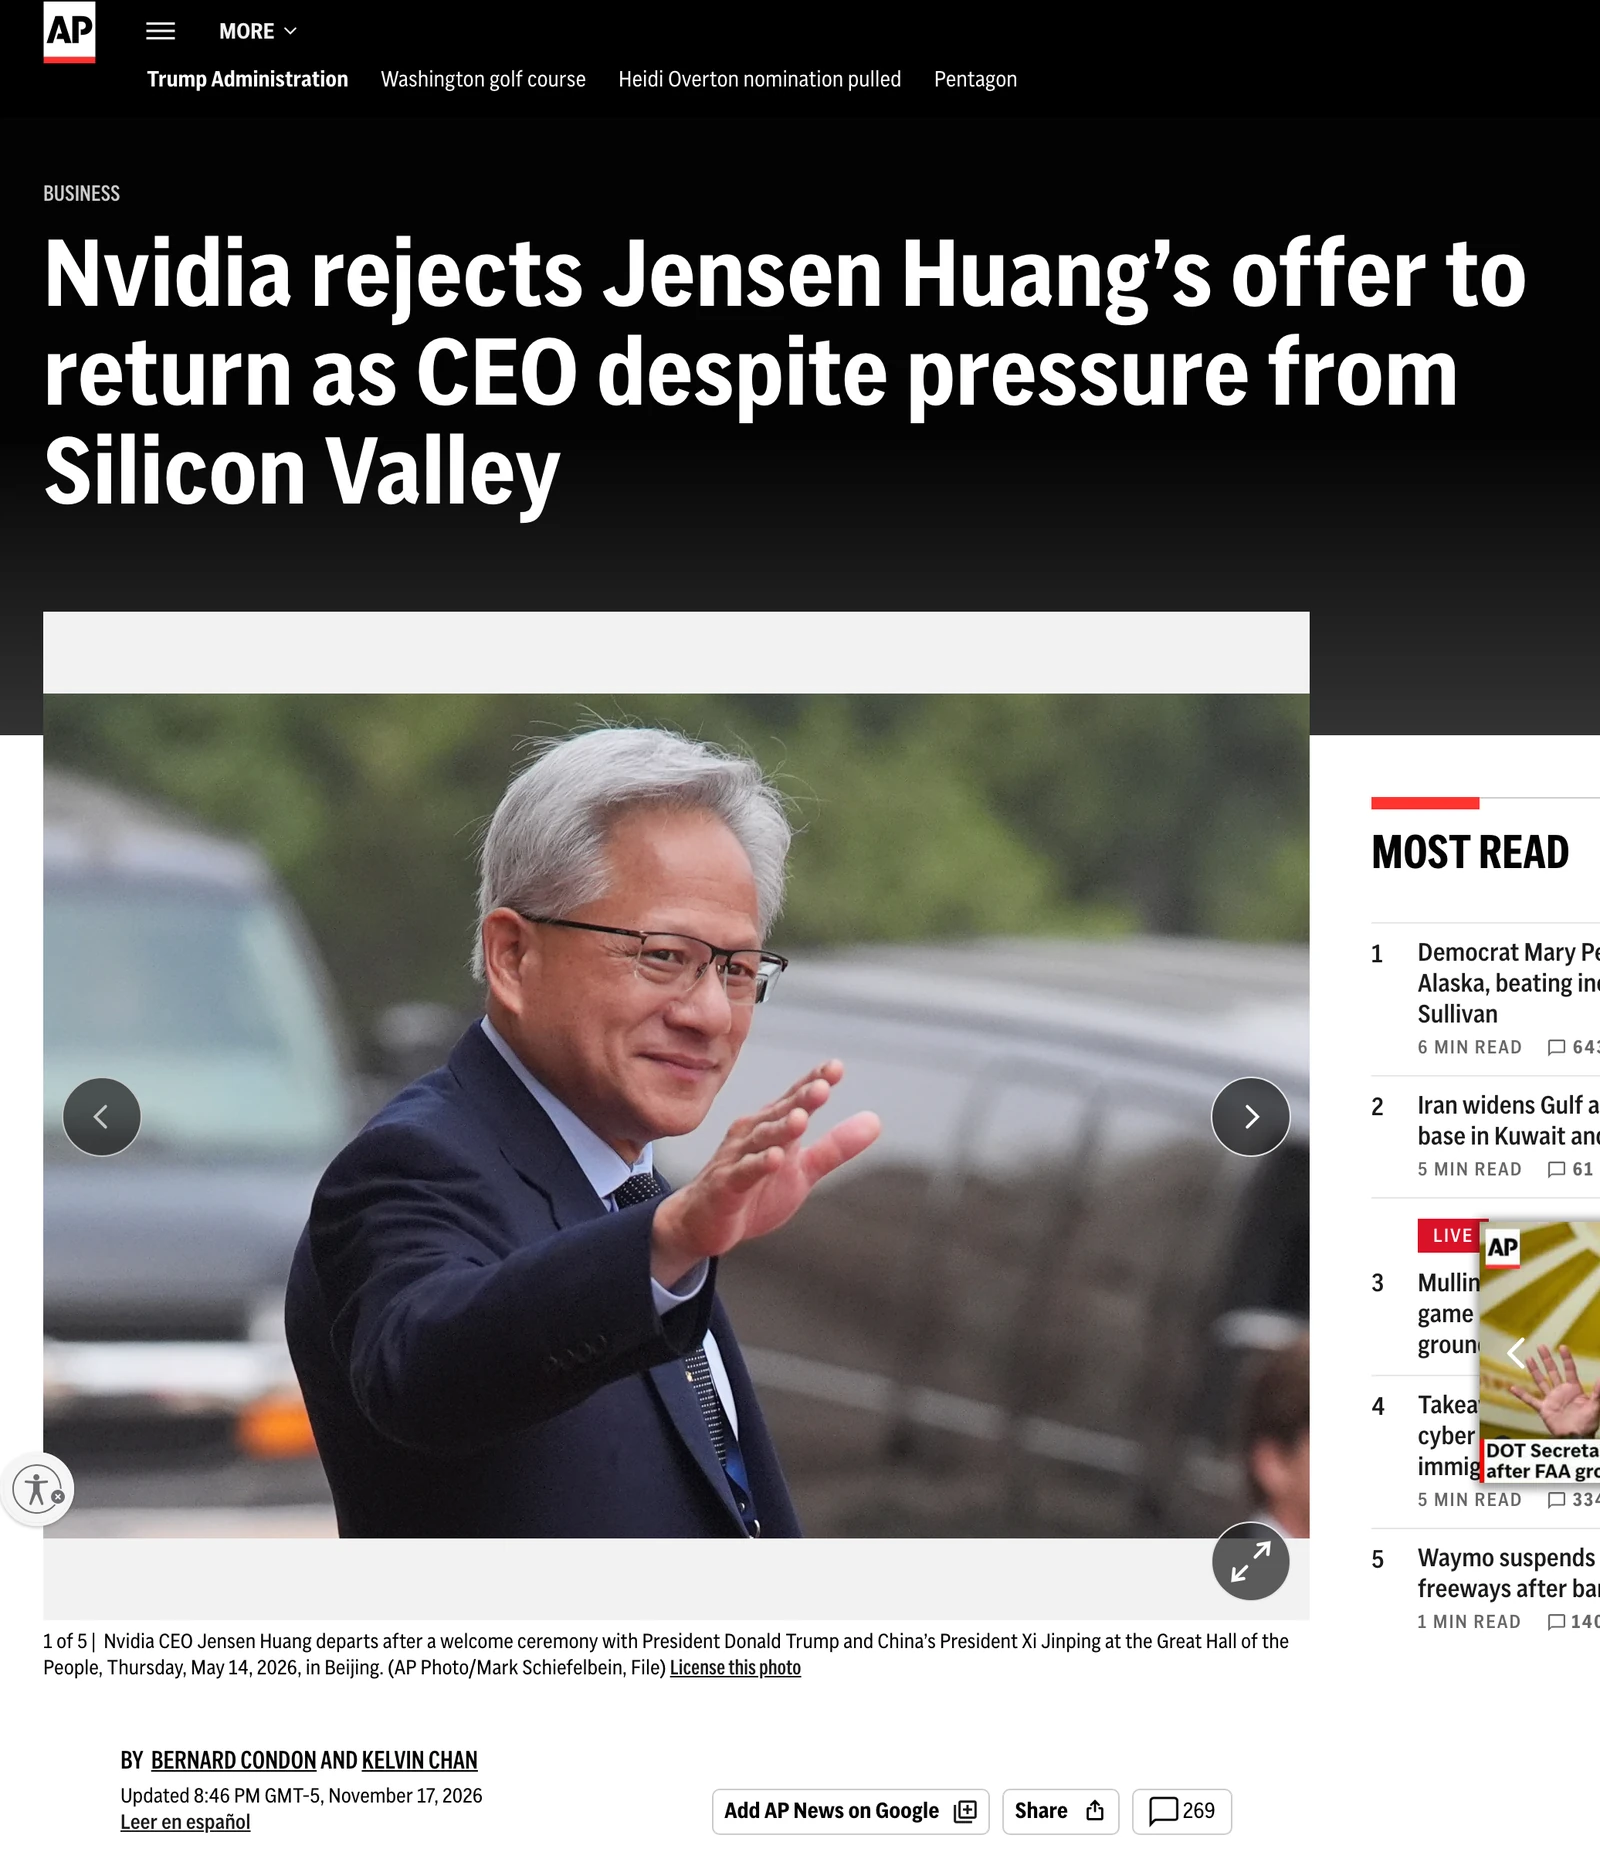 AP
MORE
Trump Administration Washington golf course Heidi Overton nomination pulled Pentagon
BUSINESS
Nvidia rejects Jensen Huang’s offer to
return as CEO despite pressure from
Silicon Valley
1 of 5 | Nvidia CEO Jensen Huang departs after a welcome ceremony with President Donald Trump and China’s President Xi Jinping at the Great Hall of the
People, Thursday, May 14, 2026, in Beijing. (AP Photo/Mark Schiefelbein, File) License this photo
BY BERNARD CONDON AND KELVIN CHAN
Updated 8:46 PM GMT-5, November 17, 2026
Leer en español
Add AP News on Google
Share
269
MOST READ
1 Democrat Mary
Alaska, beating
Sullivan
6 MIN READ
2 Iran widens Gulf
base in Kuwait
5 MIN READ 61
LIVE
3
game
4
cyber
5 MIN READ
5 Waymo suspends
freeways after
1 MIN READ
AP
DOT
after FAA